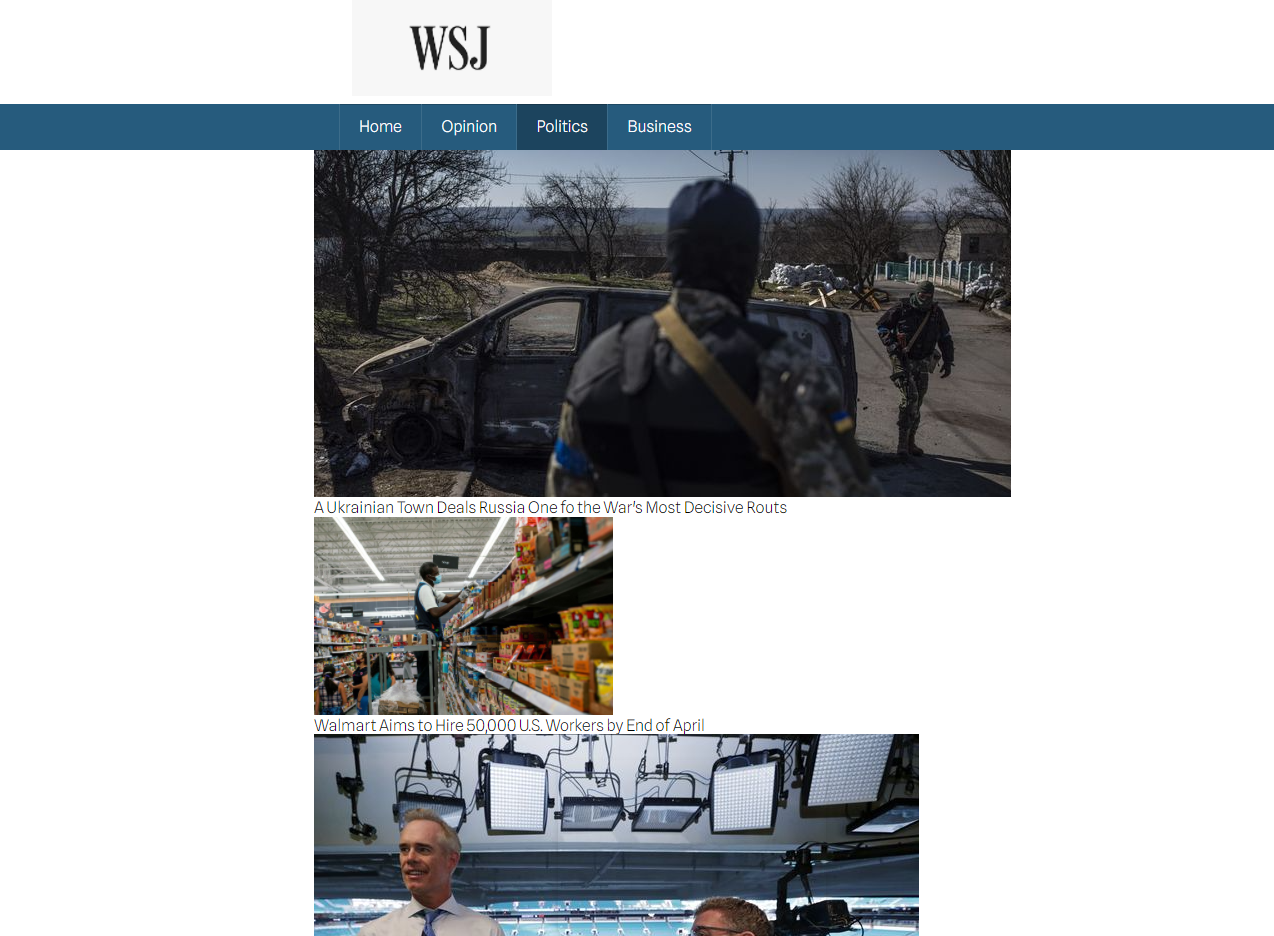 WSJ
Home Opinion Politics Business
A Ukrainian Town Deals Russia One fo the War's Most Decisive Routs
Walmart Aims to Hire 50,000 U.S. Workers by End of April